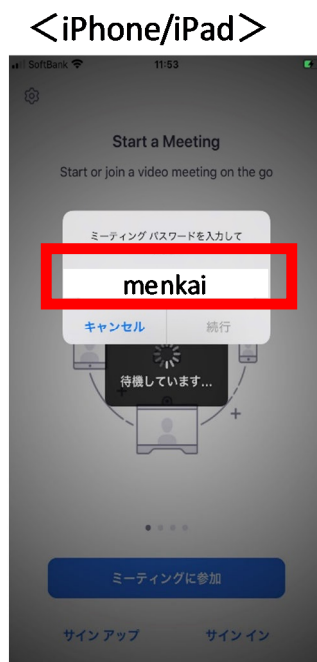 ＜iPhone/iPad＞
SoftBank 11:53
Start a Meeting
Start or join a video meeting on the go
ミーティング パスワードを入力して
menkai
キャンセル 続行
待機しています...
ミーティングに参加
サイン アップ サイン イン